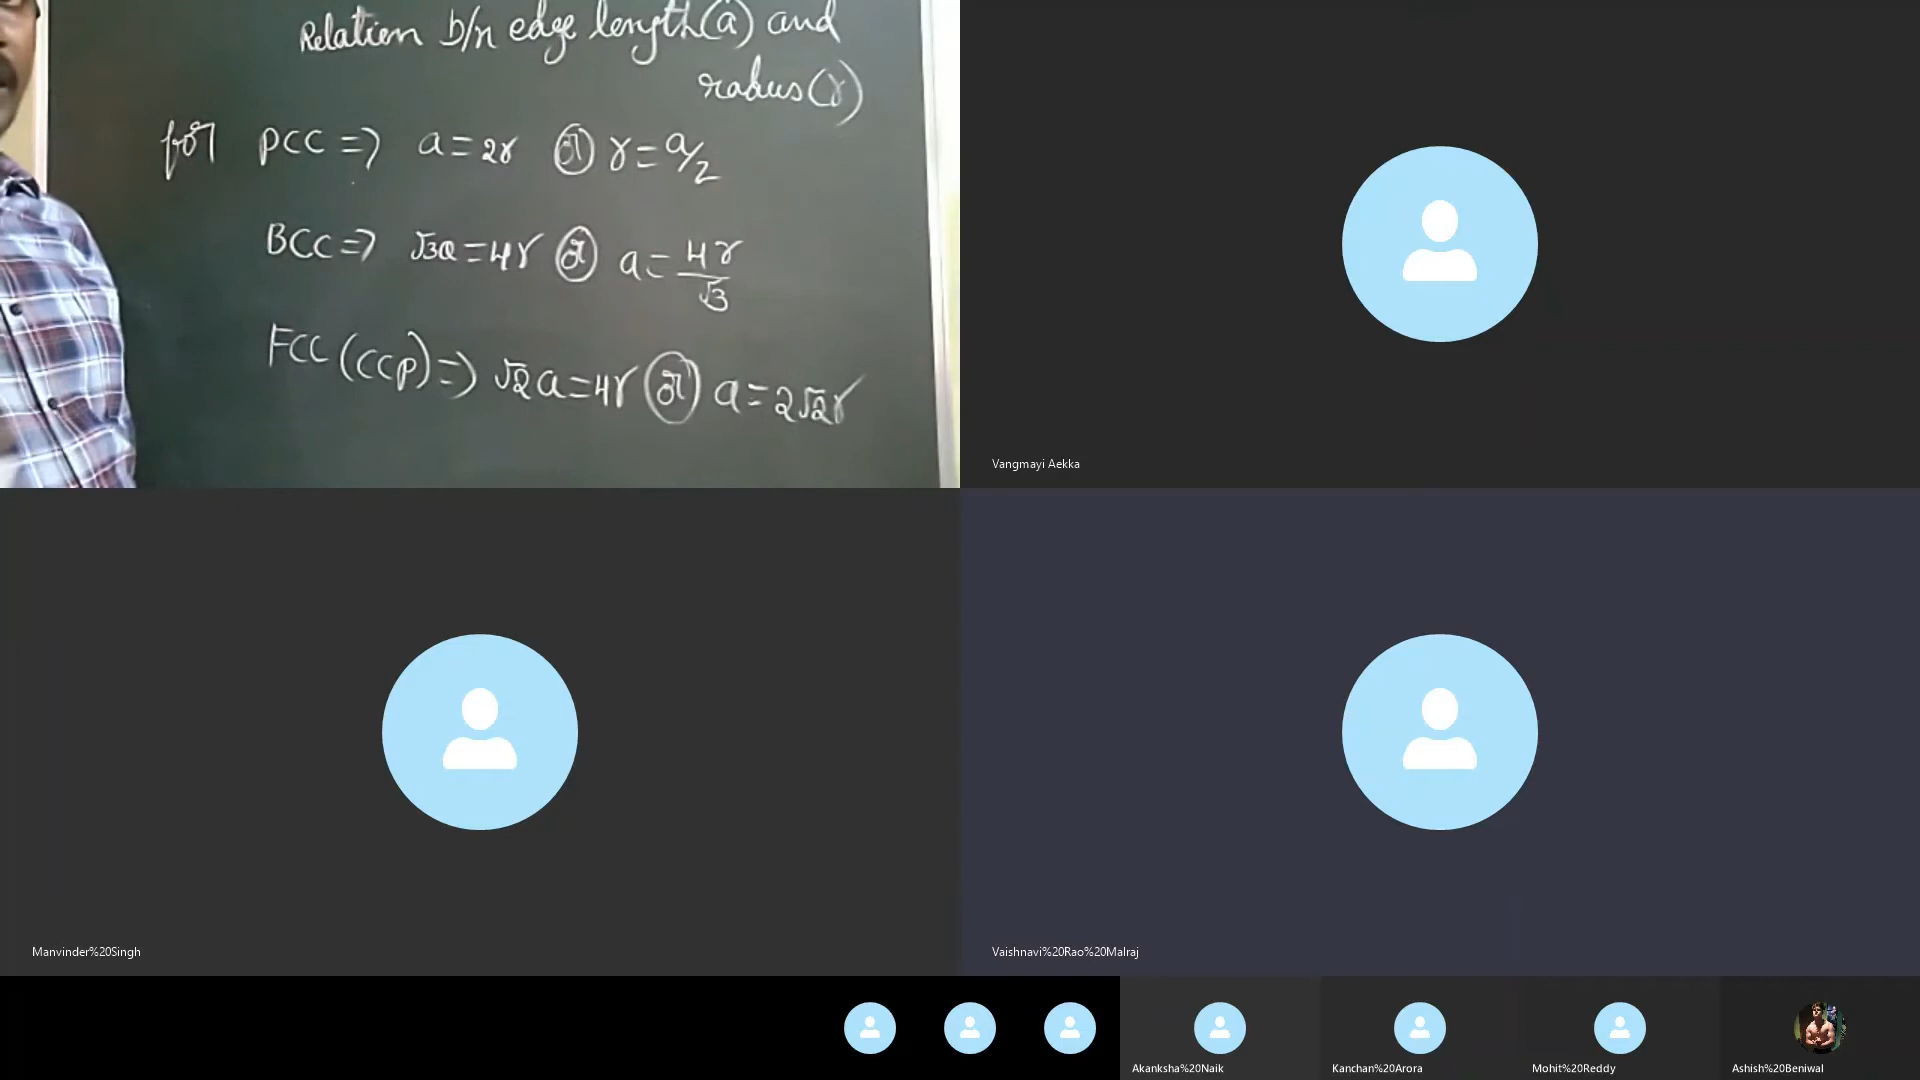 Relation b/n edge length(a) and
radius(r)
for PCC => a=2r or r=a/2
BCC => √3a=4r or a=4r/√3
FCC (CCP) => √2a=4r or a=2√2r
Vangmayi Aekka
Manvinder%20Singh
Vaishnavi%20Rao%20Malraj
Akanksha%20Naik
Kanchan%20Arora
Mohit%20Reddy
Ashish%20Beniwal